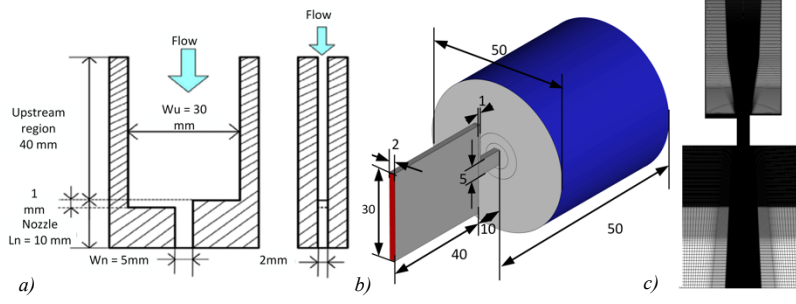 a)
Flow
Flow
Wu = 30
mm
Upstream
region
40 mm
1
mm
Nozzle
Ln = 10 mm
Wn = 5mm
2mm
b)
50
1
2
5
30
10
40
50
c)